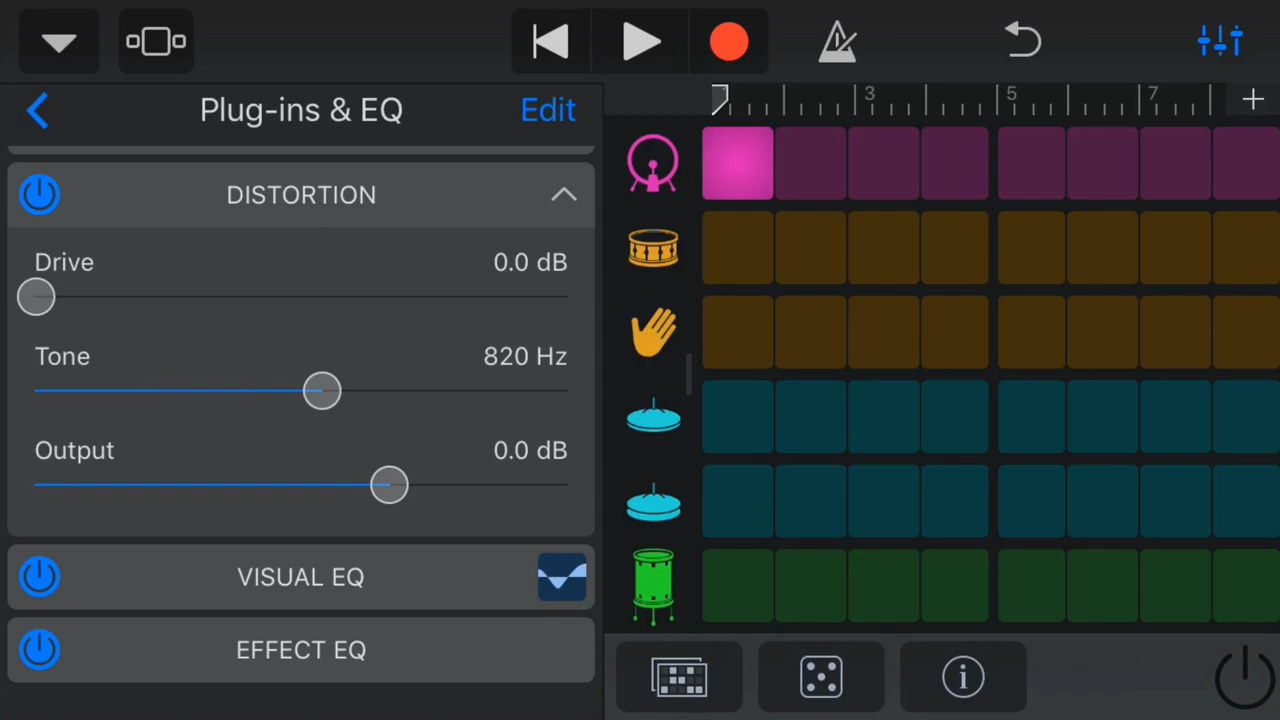 Plug-ins & EQ
Edit
3
5
7
DISTORTION
Drive
0.0 dB
Tone
820 Hz
Output
0.0 dB
VISUAL EQ
EFFECT EQ